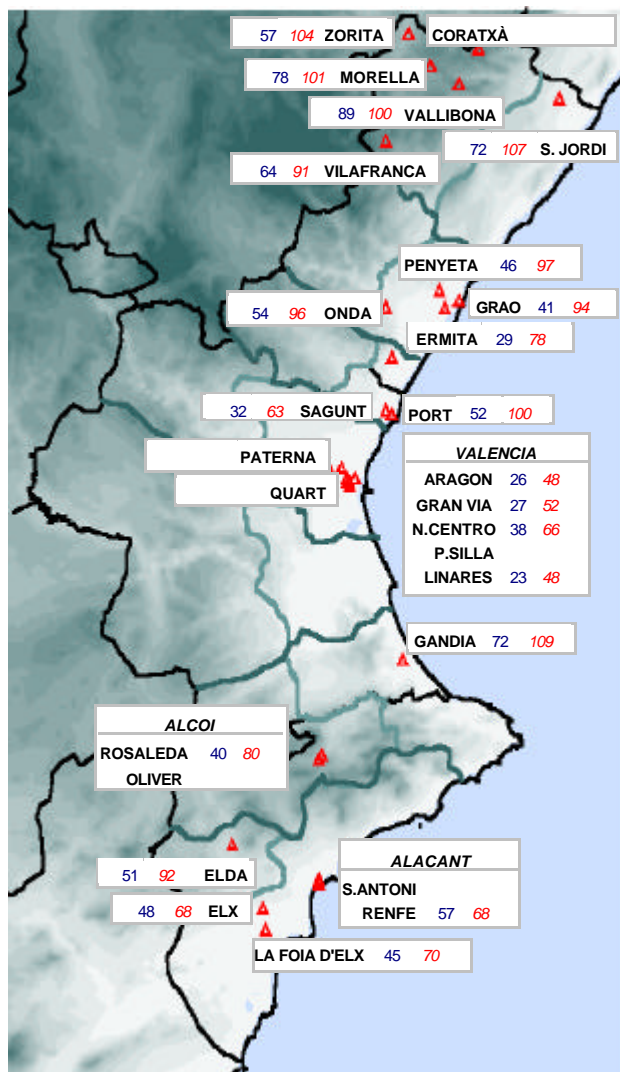 57 104 ZORITA
CORATXÀ
78 101 MORELLA
89 100 VALLIBONA
72 107 S. JORDI
64 91 VILAFRANCA
PENYETA 46 97
54 96 ONDA
GRAO 41 94
ERMITA 29 78
32 63 SAGUNT
PORT 52 100
PATERNA
QUART
VALENCIA
ARAGON 26 48
GRAN VIA 27 52
N.CENTRO 38 66
P.SILLA
LINARES 23 48
GANDIA 72 109
ALCOI
ROSALEDA 40 80
OLIVER
51 92 ELDA
48 68 ELX
ALACANT
S.ANTONI
RENFE 57 68
LA FOIA D'ELX 45 70